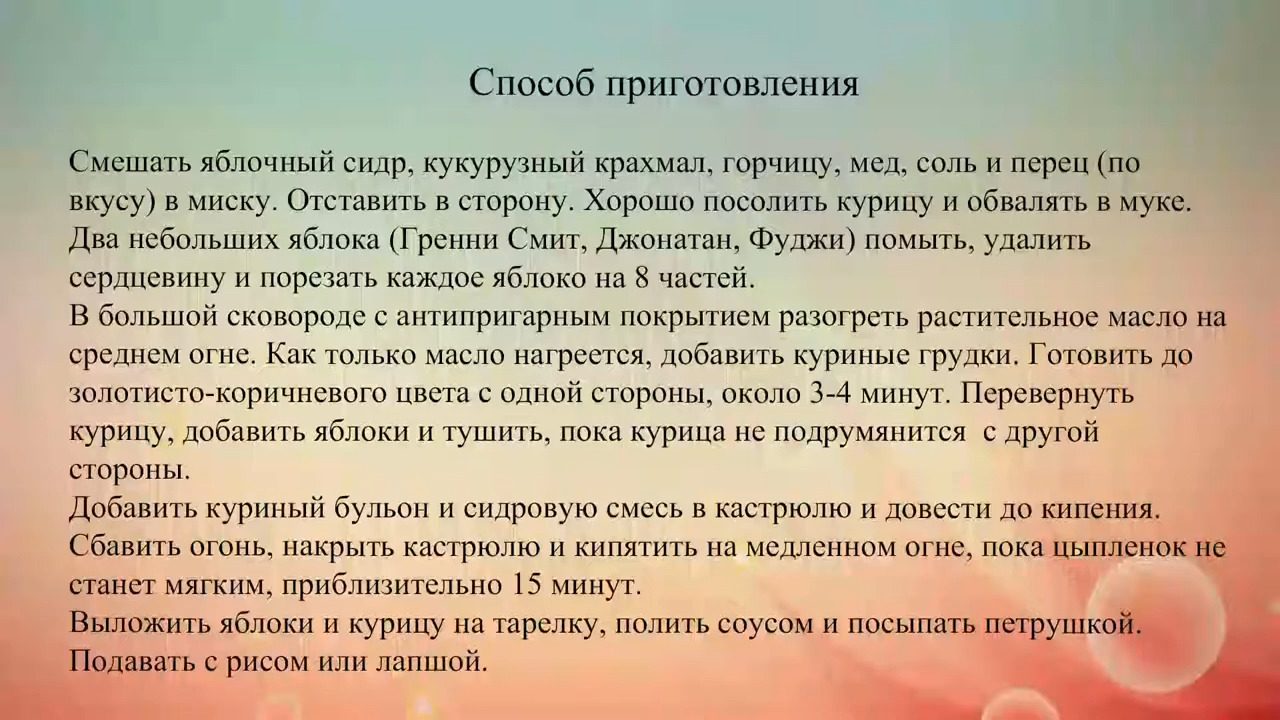 Способ приготовления
Смешать яблочный сидр, кукурузный крахмал, горчицу, мед, соль и перец (по
вкусу) в миску. Отставить в сторону. Хорошо посолить курицу и обвалять в муке.
Два небольших яблока (Гренни Смит, Джонатан, Фуджи) помыть, удалить
сердцевину и порезать каждое яблоко на 8 частей.
В большой сковороде с антипригарным покрытием разогреть растительное масло на
среднем огне. Как только масло нагреется, добавить куриные грудки. Готовить до
золотисто-коричневого цвета с одной стороны, около 3-4 минут. Перевернуть
курицу, добавить яблоки и тушить, пока курица не подрумянится  с другой
стороны.
Добавить куриный бульон и сидровую смесь в кастрюлю и довести до кипения.
Сбавить огонь, накрыть кастрюлю и кипятить на медленном огне, пока цыпленок не
станет мягким, приблизительно 15 минут.
Выложить яблоки и курицу на тарелку, полить соусом и посыпать петрушкой.
Подавать с рисом или лапшой.